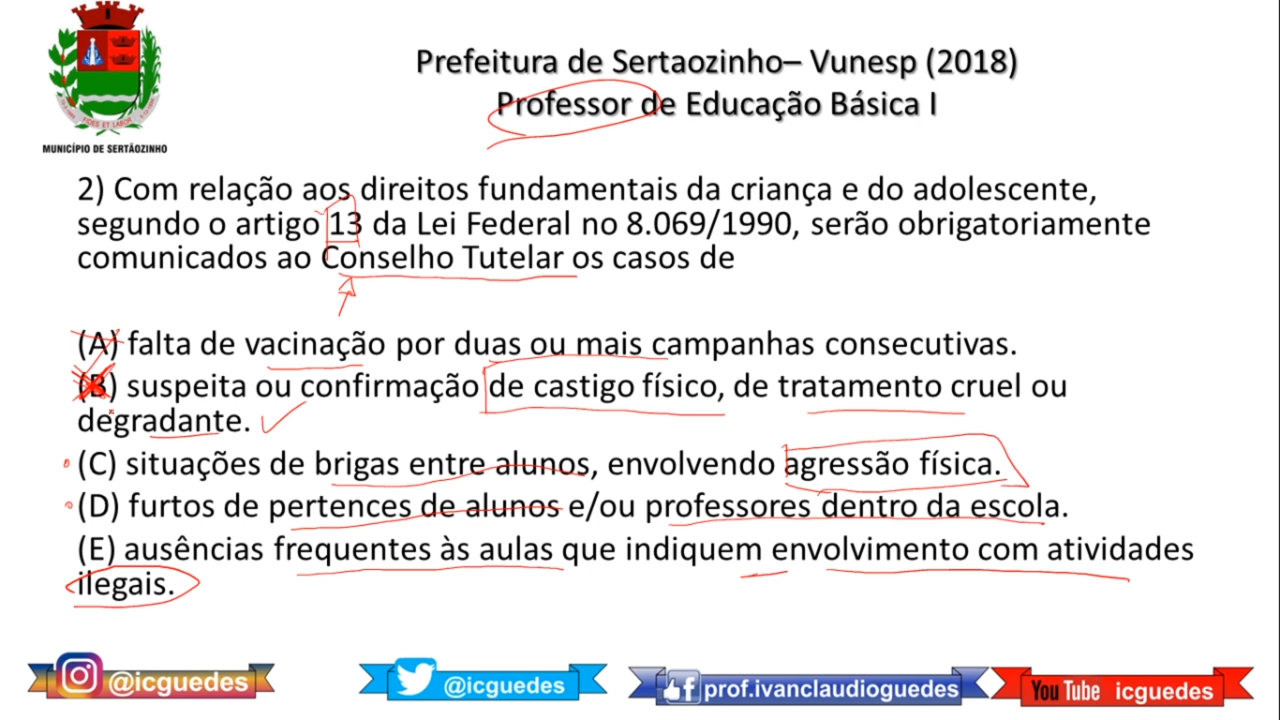 Prefeitura de Sertaozinho– Vunesp (2018)
Professor de Educação Básica I
MUNICÍPIO DE SERTÃOZINHO
2) Com relação aos direitos fundamentais da criança e do adolescente,
segundo o artigo 13 da Lei Federal no 8.069/1990, serão obrigatoriamente
comunicados ao Conselho Tutelar os casos de
(A) falta de vacinação por duas ou mais campanhas consecutivas.
(B) suspeita ou confirmação de castigo físico, de tratamento cruel ou
degradante.
(C) situações de brigas entre alunos, envolvendo agressão física.
(D) furtos de pertences de alunos e/ou professores dentro da escola.
(E) ausências frequentes às aulas que indiquem envolvimento com atividades
ilegais.
@icguedes
@icguedes
prof.ivanclaudioguedes
You Tube icguedes